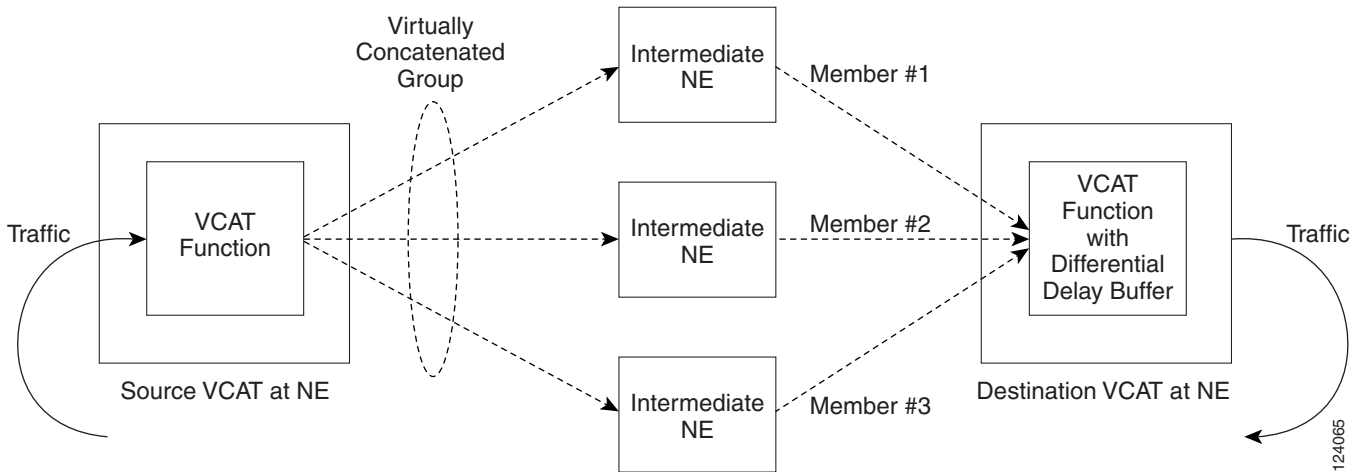 Virtually
Concatenated
Group
Intermediate
NE
Member #1
Traffic
VCAT
Function
Intermediate
NE
Member #2
VCAT
Function
with
Differential
Delay Buffer
Traffic
Source VCAT at NE
Intermediate
NE
Member #3
Destination VCAT at NE
124065